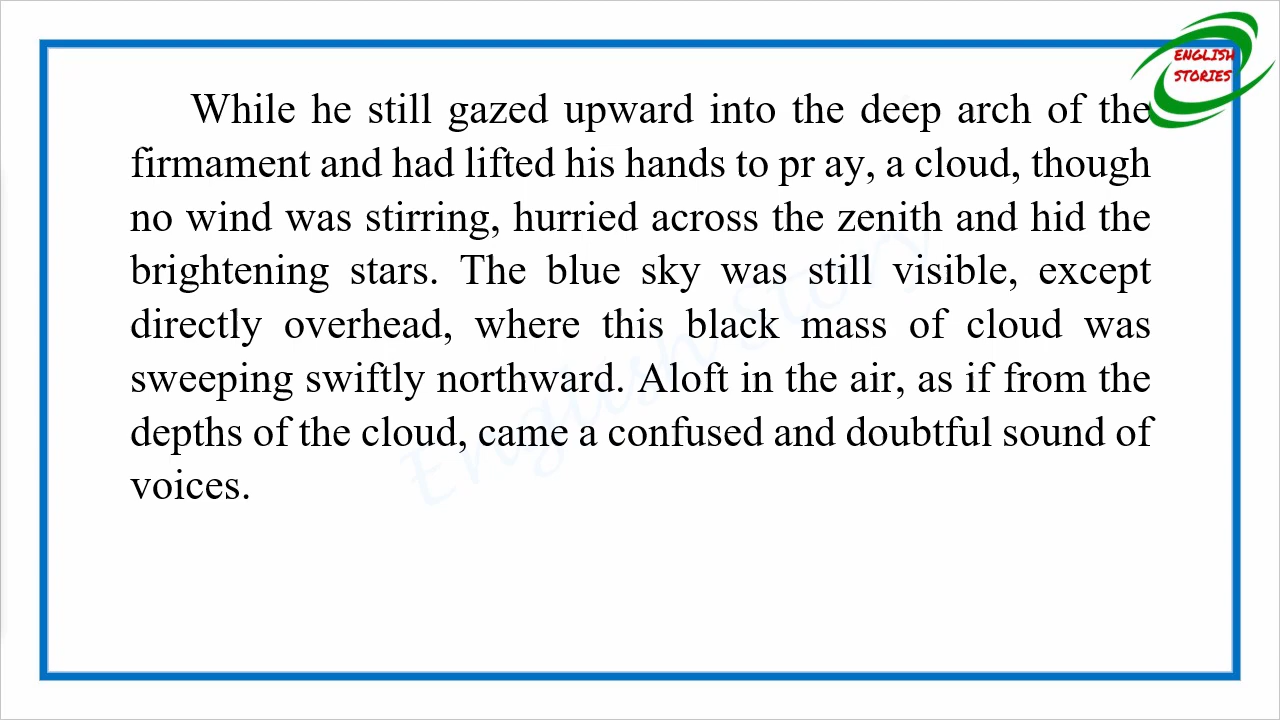 ENGLISH
STORIES
While he still gazed upward into the deep arch of the
firmament and had lifted his hands to pr ay, a cloud, though
no wind was stirring, hurried across the zenith and hid the
brightening stars. The blue sky was still visible, except
directly overhead, where this black mass of cloud was
sweeping swiftly northward. Aloft in the air, as if from the
depths of the cloud, came a confused and doubtful sound of
voices.
English Story